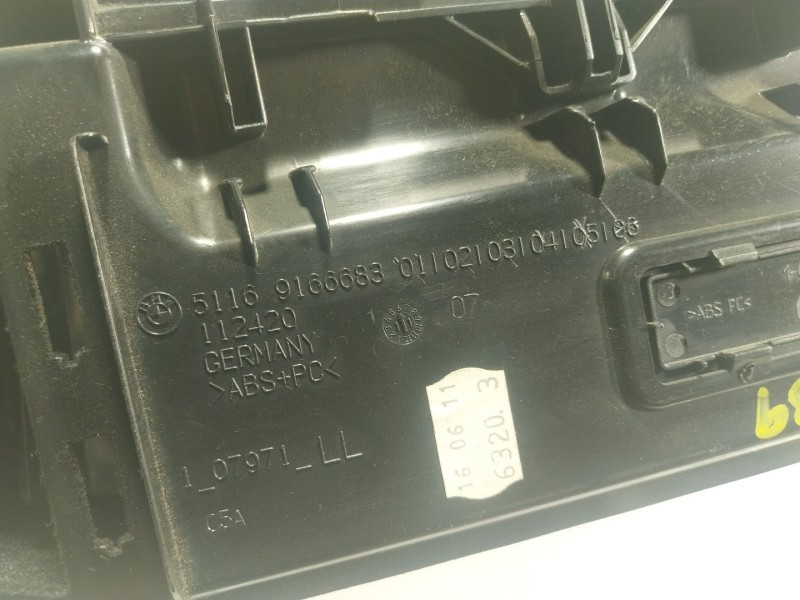 5116 9166683 01|02|03|04|05|06
112420
GERMANY
>ABS+PC<
07
1_07971_LL
C5A
16 06 11
6320. 3
>ABS PC<